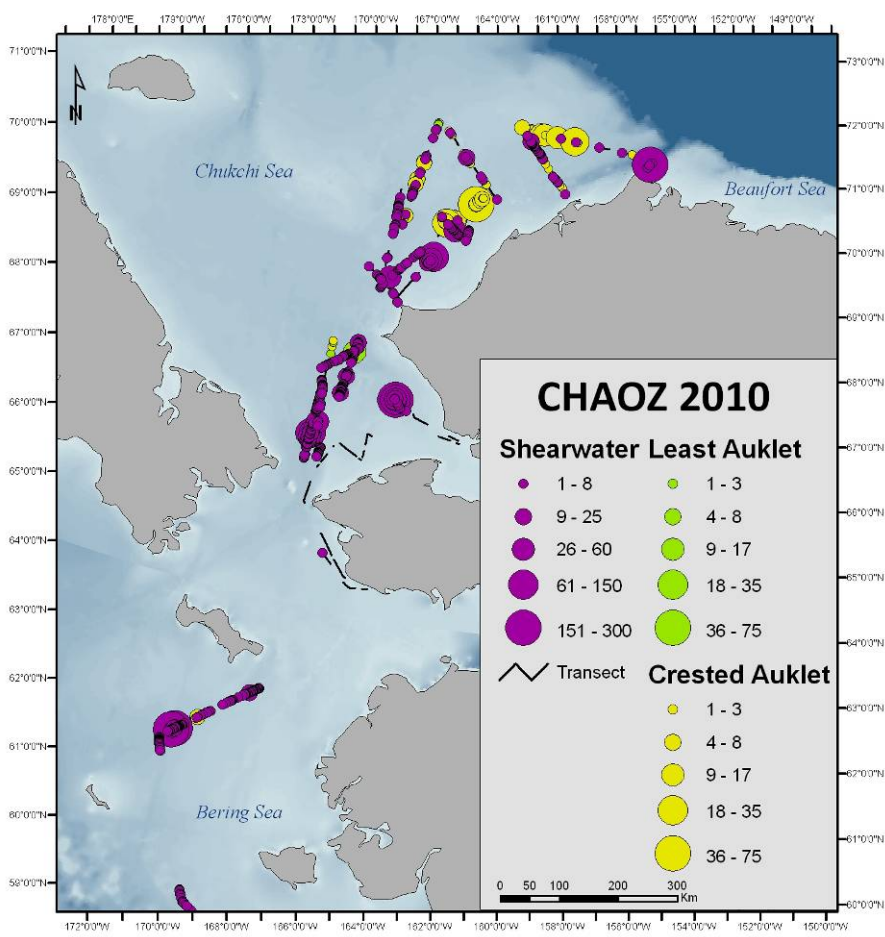 178°0'0"E 179°0'0"W 176°0'0"W 173°0'0"W 170°0'0"W 167°0'0"W 164°0'0"W 161°0'0"W 158°0'0"W 155°0'0"W 152°0'0"W 149°0'0"W
71°0'0"N
73°0'0"N
N
70°0'0"N
72°0'0"N
Chukchi Sea
Beaufort Sea
69°0'0"N
71°0'0"N
68°0'0"N
70°0'0"N
67°0'0"N
69°0'0"N
66°0'0"N
68°0'0"N
65°0'0"N
67°0'0"N
64°0'0"N
66°0'0"N
63°0'0"N
65°0'0"N
62°0'0"N
64°0'0"N
61°0'0"N
63°0'0"N
60°0'0"N
62°0'0"N
Bering Sea
59°0'0"N
61°0'0"N
60°0'0"N
CHAOZ 2010
Shearwater Least Auklet
1 - 8 1 - 3
9 - 25 4 - 8
26 - 60 9 - 17
61 - 150 18 - 35
151 - 300 36 - 75
Transect Crested Auklet
1 - 3
4 - 8
9 - 17
18 - 35
36 - 75
0 50 100 200 300
Km
172°0'0"W 170°0'0"W 168°0'0"W 166°0'0"W 164°0'0"W 162°0'0"W 160°0'0"W 158°0'0"W 156°0'0"W 154°0'0"W 152°0'0"W 150°0'0"W